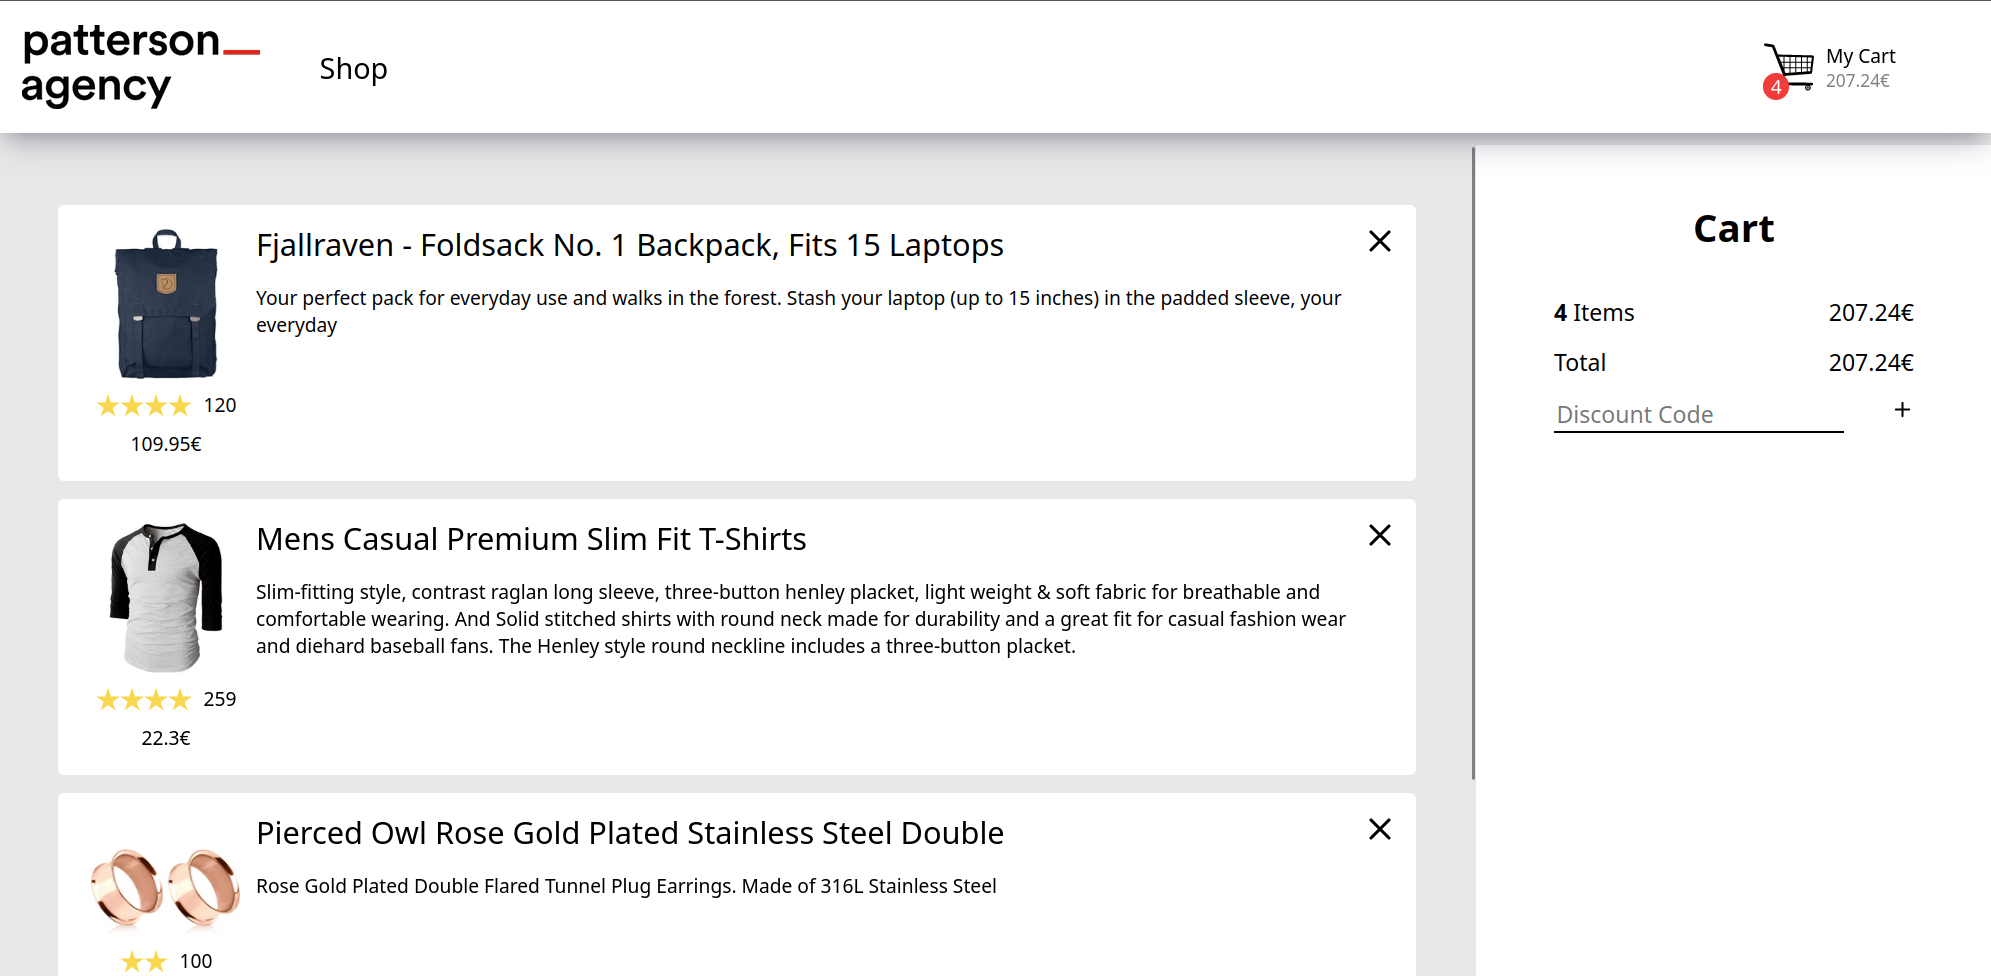 patterson
agency
Shop
My Cart
207.24€
4
Fjallraven - Foldsack No. 1 Backpack, Fits 15 Laptops
Your perfect pack for everyday use and walks in the forest. Stash your laptop (up to 15 inches) in the padded sleeve, your
everyday
120
109.95€
Mens Casual Premium Slim Fit T-Shirts
Slim-fitting style, contrast raglan long sleeve, three-button henley placket, light weight & soft fabric for breathable and
comfortable wearing. And Solid stitched shirts with round neck made for durability and a great fit for casual fashion wear
and diehard baseball fans. The Henley style round neckline includes a three-button placket.
259
22.3€
Pierced Owl Rose Gold Plated Stainless Steel Double
Rose Gold Plated Double Flared Tunnel Plug Earrings. Made of 316L Stainless Steel
100
Cart
4 Items 207.24€
Total 207.24€
Discount Code +